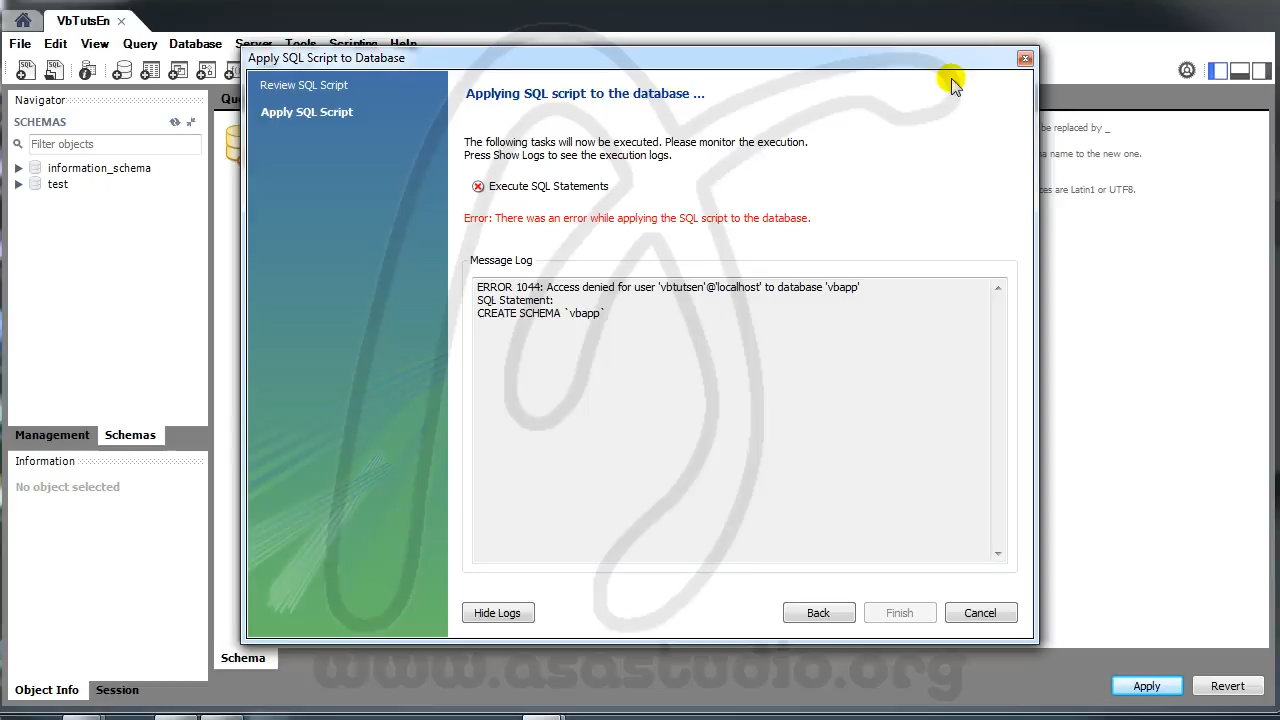 VbTutsEn
File Edit View Query Database Server Tools Scripting Help
Apply SQL Script to Database
Navigator
SCHEMAS
Filter objects
information_schema
test
Management Schemas
Information
No object selected
Object Info Session
Review SQL Script
Apply SQL Script
Applying SQL script to the database ...
The following tasks will now be executed. Please monitor the execution.
Press Show Logs to see the execution logs.
Execute SQL Statements
Error: There was an error while applying the SQL script to the database.
Message Log
ERROR 1044: Access denied for user 'vbtutsen'@'localhost' to database 'vbapp'
SQL Statement:
CREATE SCHEMA `vbapp`
Hide Logs Back Finish Cancel
be replaced by _
name to the new one.
are Latin1 or UTF8.
Schema
Apply Revert
www.asastudio.org